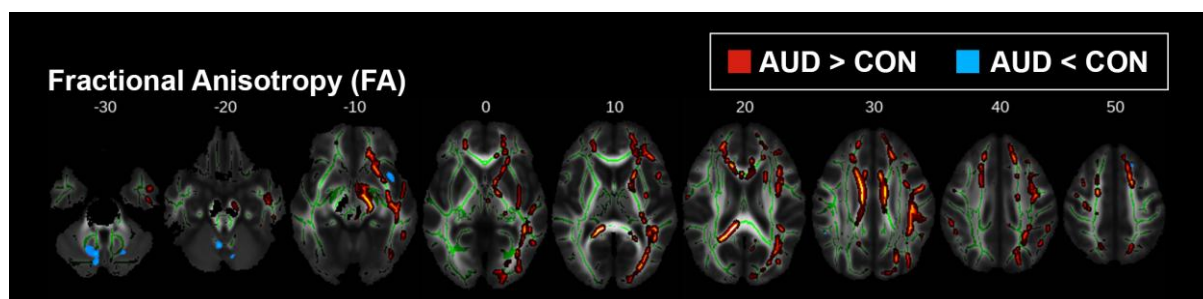 AUD > CON AUD < CON
Fractional Anisotropy (FA)
-30 -20 -10 0 10 20 30 40 50